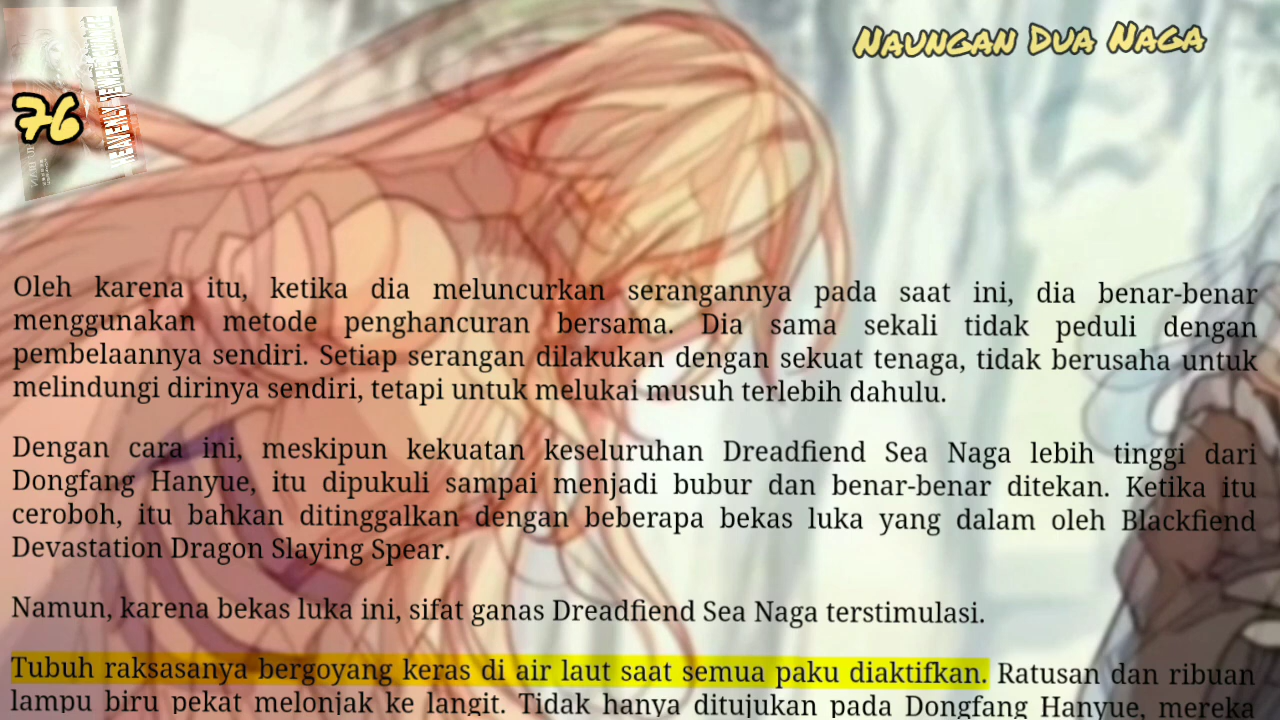 Naungan Dua Naga
76
Oleh karena itu, ketika dia meluncurkan serangannya pada saat ini, dia benar-benar
menggunakan metode penghancuran bersama. Dia sama sekali tidak peduli dengan
pembelaannya sendiri. Setiap serangan dilakukan dengan sekuat tenaga, tidak berusaha untuk
melindungi dirinya sendiri, tetapi untuk melukai musuh terlebih dahulu.
Dengan cara ini, meskipun kekuatan keseluruhan Dreadfiend Sea Naga lebih tinggi dari
Dongfang Hanyue, itu dipukuli sampai menjadi bubur dan benar-benar ditekan. Ketika itu
ceroboh, itu bahkan ditinggalkan dengan beberapa bekas luka yang dalam oleh Blackfiend
Devastation Dragon Slaying Spear.
Namun, karena bekas luka ini, sifat ganas Dreadfiend Sea Naga terstimulasi.
Tubuh raksasanya bergoyang keras di air laut saat semua paku diaktifkan. Ratusan dan ribuan
lampu biru pekat melonjak ke langit. Tidak hanya ditujukan pada Dongfang Hanyue, mereka